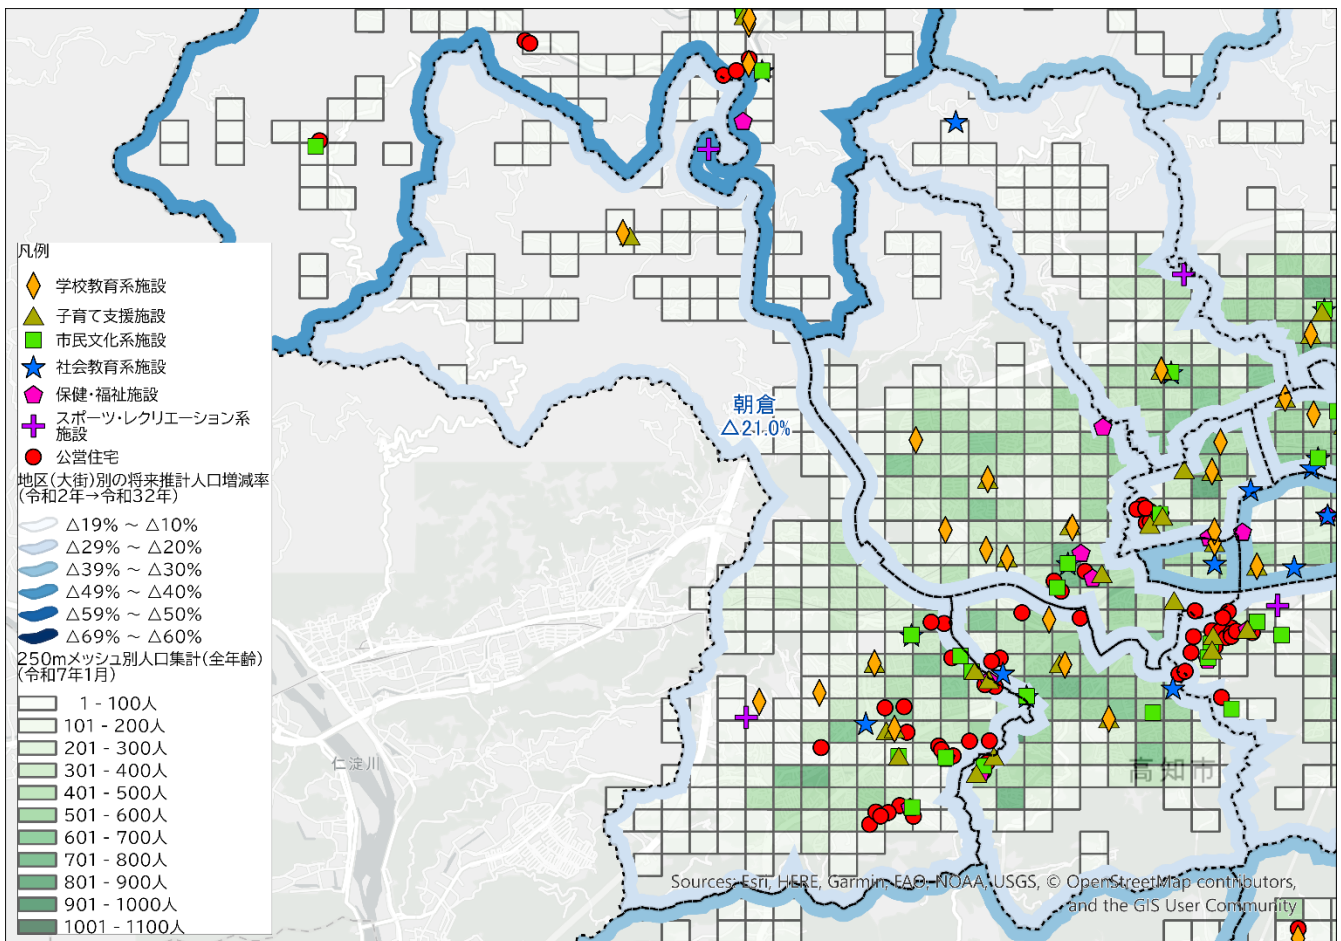 凡例
学校教育系施設
子育て支援施設
市民文化系施設
社会教育系施設
保健・福祉施設
スポーツ・レクリエーション系
施設
公営住宅
地区(大街)別の将来推計人口増減率
(令和2年→令和32年)
△19% ~ △10%
△29% ~ △20%
△39% ~ △30%
△49% ~ △40%
△59% ~ △50%
△69% ~ △60%
250mメッシュ別人口集計(全年齢)
(令和7年1月)
1 - 100人
101 - 200人
201 - 300人
301 - 400人
401 - 500人
501 - 600人
601 - 700人
701 - 800人
801 - 900人
901 - 1000人
1001 - 1100人
朝倉
△21.0%
仁淀川
高知市
Sources: Esri, HERE, Garmin, FAO, NOAA, USGS, © OpenStreetMap contributors,
and the GIS User Community